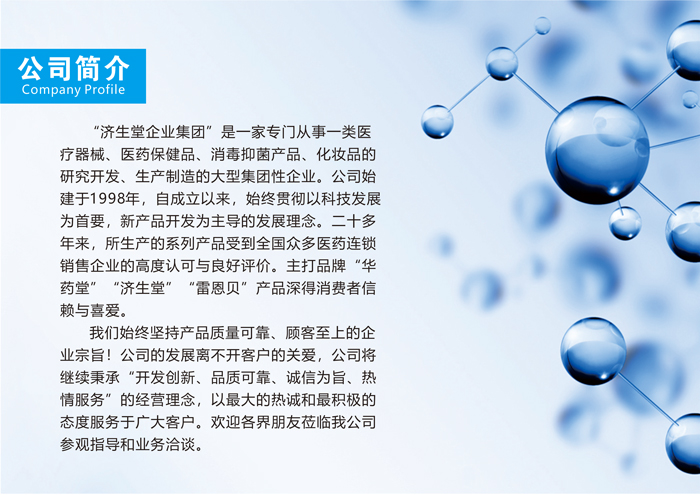 公司简介
Company Profile
“济生堂企业集团”是一家专门从事一类医
疗器械、医药保健品、消毒抑菌产品、化妆品的
研究开发、生产制造的大型集团性企业。公司始
建于1998年，自成立以来，始终贯彻以科技发展
为首要，新产品开发为主导的发展理念。二十多
年来，所生产的系列产品受到全国众多医药连锁
销售企业的高度认可与良好评价。主打品牌“华
药堂”“济生堂”“雷恩贝”产品深得消费者信
赖与喜爱。
我们始终坚持产品质量可靠、顾客至上的企
业宗旨！公司的发展离不开客户的关爱，公司将
继续秉承“开发创新、品质可靠、诚信为旨、热
情服务”的经营理念，以最大的热诚和最积极的
态度服务于广大客户。欢迎各界朋友莅临我公司
参观指导和业务洽谈。